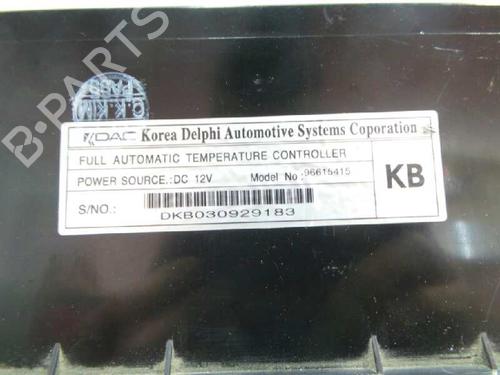 B-PARTS
PASS
KDAC Korea Delphi Automotive Systems Coporation
FULL AUTOMATIC TEMPERATURE CONTROLLER
POWER SOURCE.:DC 12V Model No :96615415
KB
S/NO.:
DKB030929183